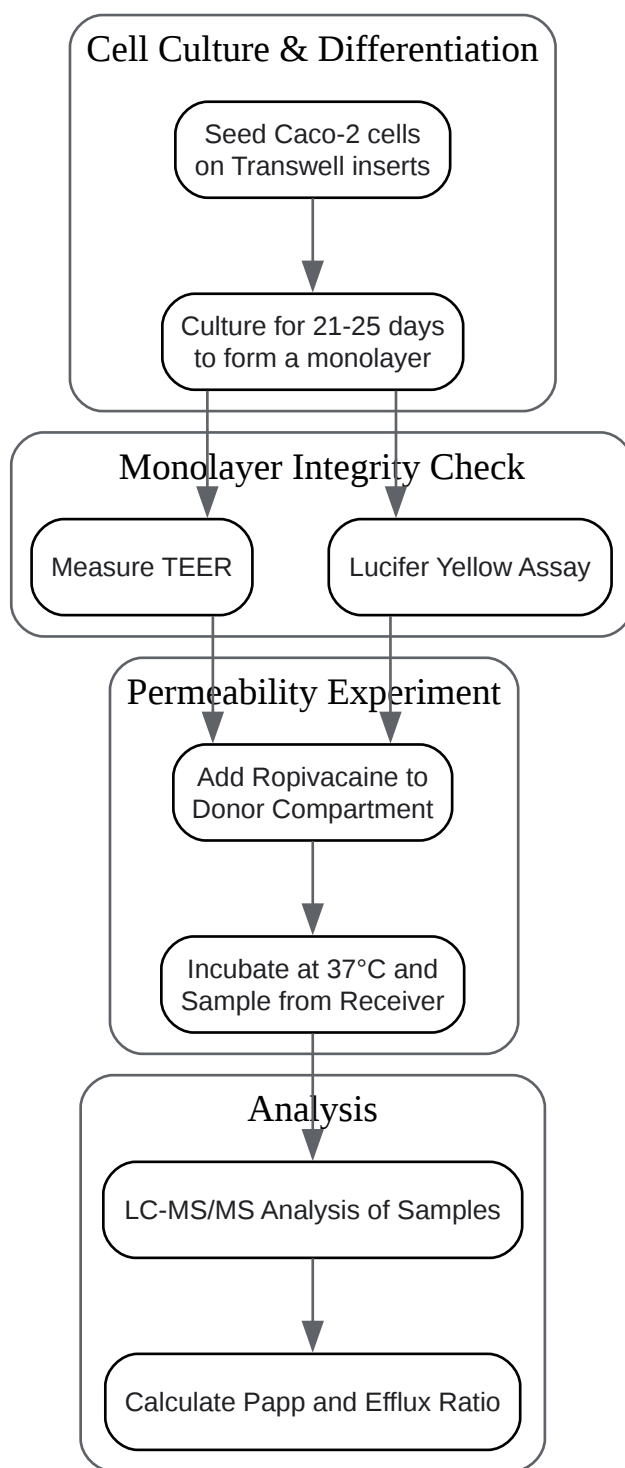 Cell Culture & Differentiation
Seed Caco-2 cells
on Transwell inserts
Culture for 21-25 days
to form a monolayer
Monolayer Integrity Check
Measure TEER
Lucifer Yellow Assay
Permeability Experiment
Add Ropivacaine to
Donor Compartment
Incubate at 37°C and
Sample from Receiver
Analysis
LC-MS/MS Analysis of Samples
Calculate Papp and Efflux Ratio